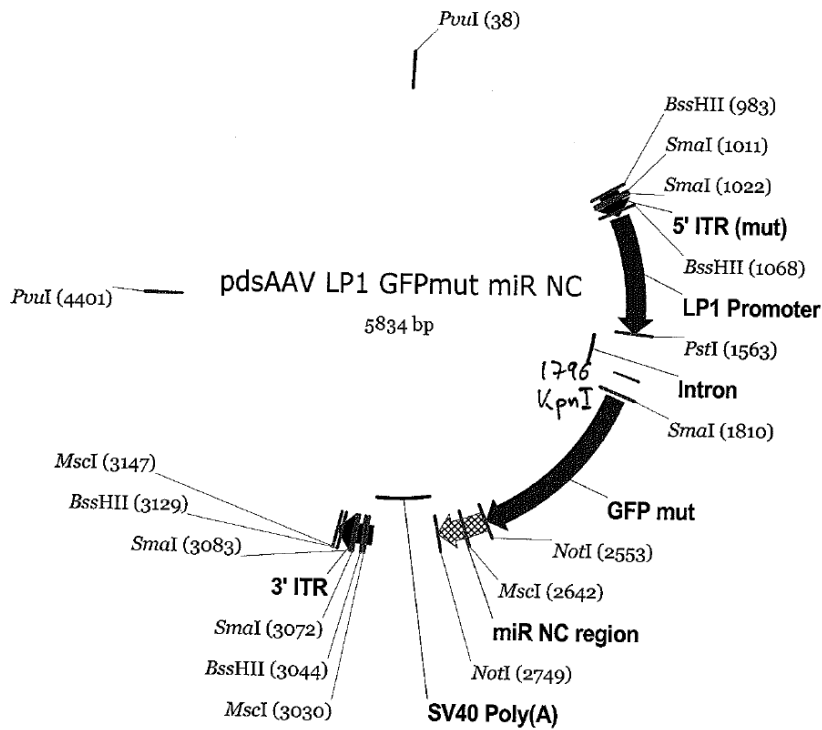 PvuI (38)
BssHII (983)
SmaI (1011)
SmaI (1022)
5' ITR (mut)
BssHII (1068)
LP1 Promoter
PstI (1563)
Intron
SmaI (1810)
1796
KpnI
pdsAAV LP1 GFPmut miR NC
5834 bp
PvuI (4401)
GFP mut
NotI (2553)
MscI (2642)
miR NC region
NotI (2749)
SV40 Poly(A)
MscI (3147)
BssHII (3129)
SmaI (3083)
3' ITR
SmaI (3072)
BssHII (3044)
MscI (3030)